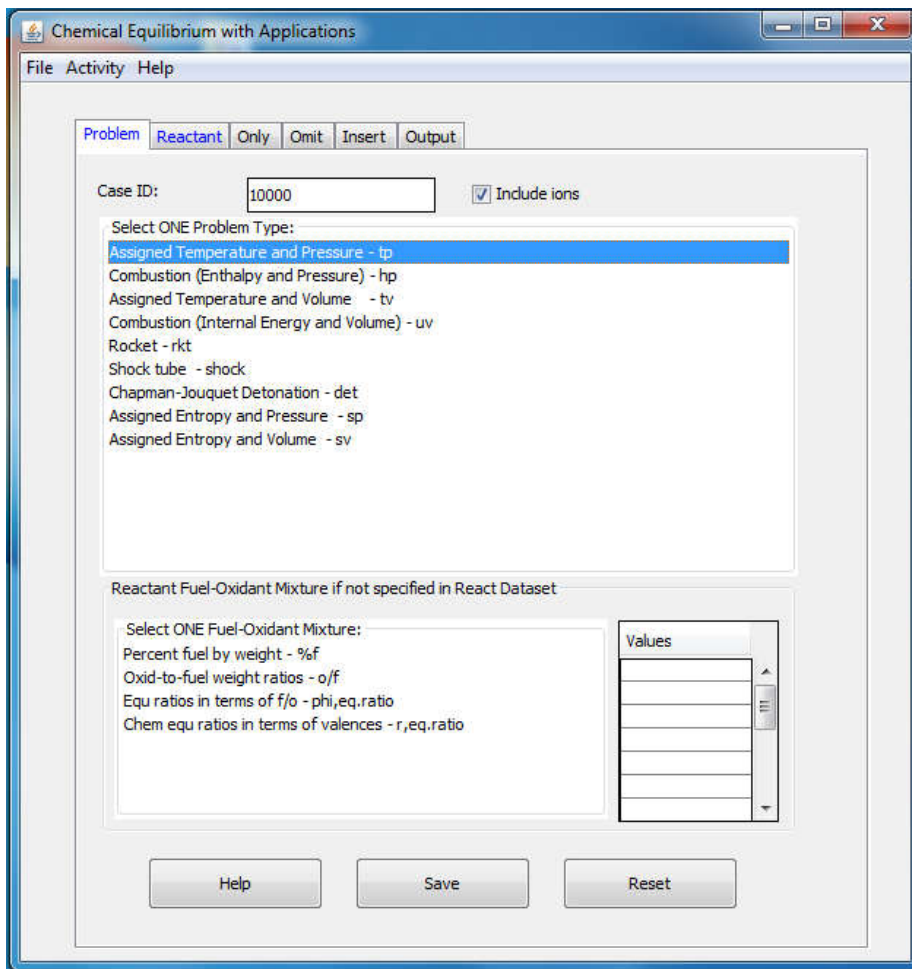 Chemical Equilibrium with Applications
File Activity Help
Problem Reactant Only Omit Insert Output
Case ID: 10000 Include ions
Select ONE Problem Type:
Assigned Temperature and Pressure - tp
Combustion (Enthalpy and Pressure) - hp
Assigned Temperature and Volume - tv
Combustion (Internal Energy and Volume) - uv
Rocket - rkt
Shock tube - shock
Chapman-Jouquet Detonation - det
Assigned Entropy and Pressure - sp
Assigned Entropy and Volume - sv
Reactant Fuel-Oxidant Mixture if not specified in React Dataset
Select ONE Fuel-Oxidant Mixture:
Values
Percent fuel by weight - %f
Oxid-to-fuel weight ratios - o/f
Equ ratios in terms of f/o - phi,eq.ratio
Chem equ ratios in terms of valences - r,eq.ratio
Help Save Reset